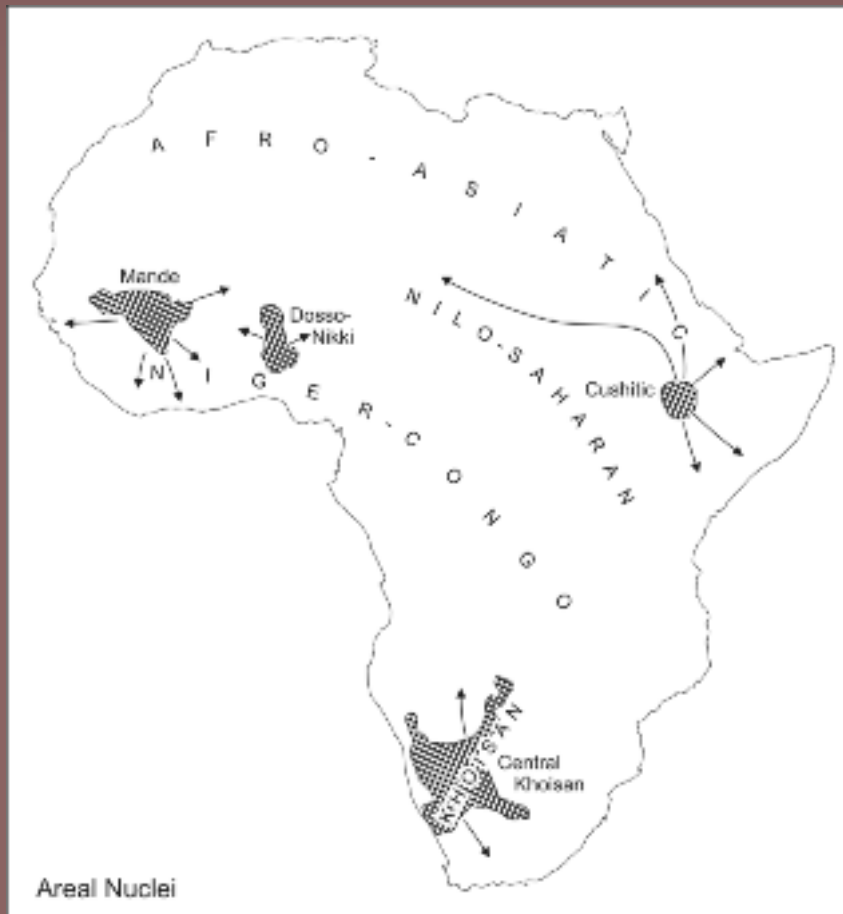 AFRO-ASIATIC
Mande
Dosso-
Nikki
NILO-SAHARAN
Cushitic
NIGER-CONGO
KHOISAN
Central
Khoisan
Areal Nuclei